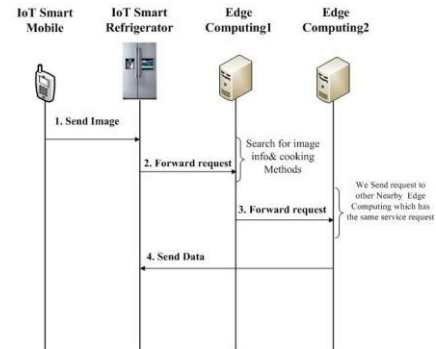 IoT Smart
Mobile
IoT Smart
Refrigerator
Edge
Computing1
Edge
Computing2
1. Send Image
2. Forward request
Search for image
info& cooking
Methods
3. Forward request
We Send request to
other Nearby Edge
Computing which has
the same service request
4. Send Data